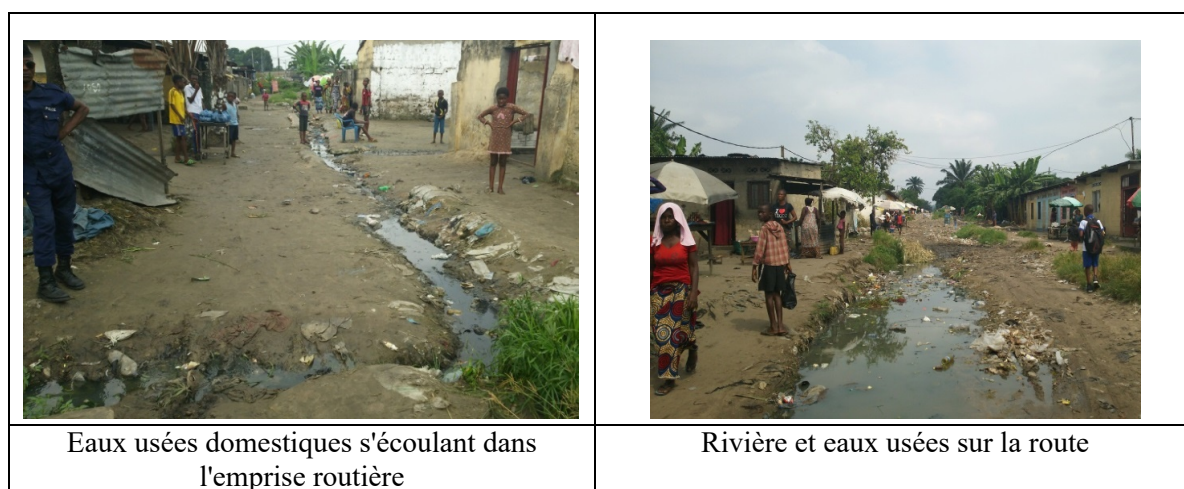 Eaux usées domestiques s'écoulant dans
l'emprise routière
Rivière et eaux usées sur la route